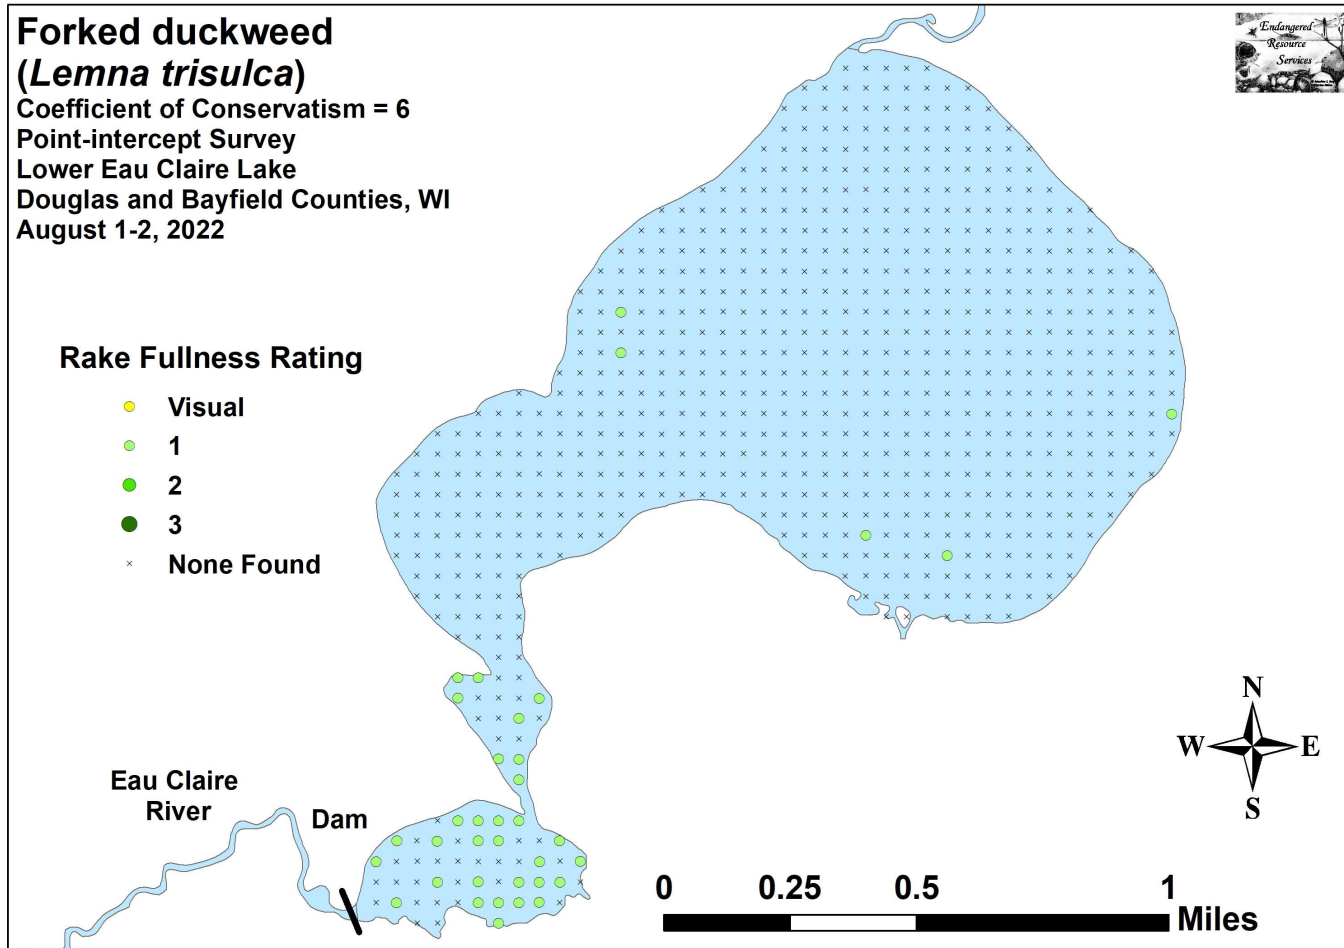 Forked duckweed
(Lemna trisulca)
Coefficient of Conservatism = 6
Point-intercept Survey
Lower Eau Claire Lake
Douglas and Bayfield Counties, WI
August 1-2, 2022
Endangered
Resource
Services
Rake Fullness Rating
Visual
1
2
3
None Found
N
W E
S
Eau Claire
River
Dam
0 0.25 0.5 1
Miles